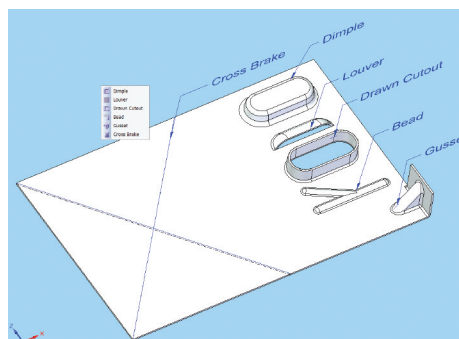 Dimple
Louver
Drawn Cutout
Bead
Gusset
Cross Brake
Cross Brake
Dimple
Louver
Drawn Cutout
Bead
Gusse